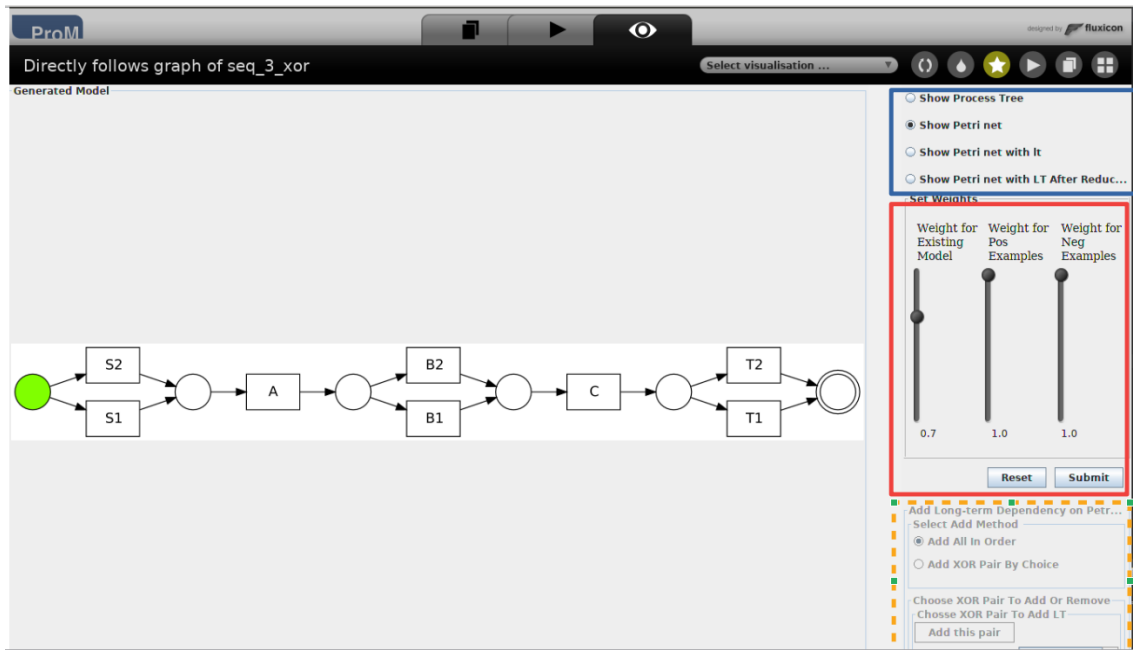 ProM
designed by fluxicon
Directly follows graph of seq_3_xor
Select visualisation ...
Generated Model
Show Process Tree
Show Petri net
Show Petri net with lt
Show Petri net with LT After Reduc...
Set Weights
Weight for Existing Model
Weight for Pos Examples
Weight for Neg Examples
S2
B2
T2
A
C
S1
B1
T1
0.7
1.0
1.0
Reset
Submit
Add Long-term Dependency on Petr...
Select Add Method
Add All In Order
Add XOR Pair By Choice
Choose XOR Pair To Add Or Remove
Chosse XOR Pair To Add LT
Add this pair